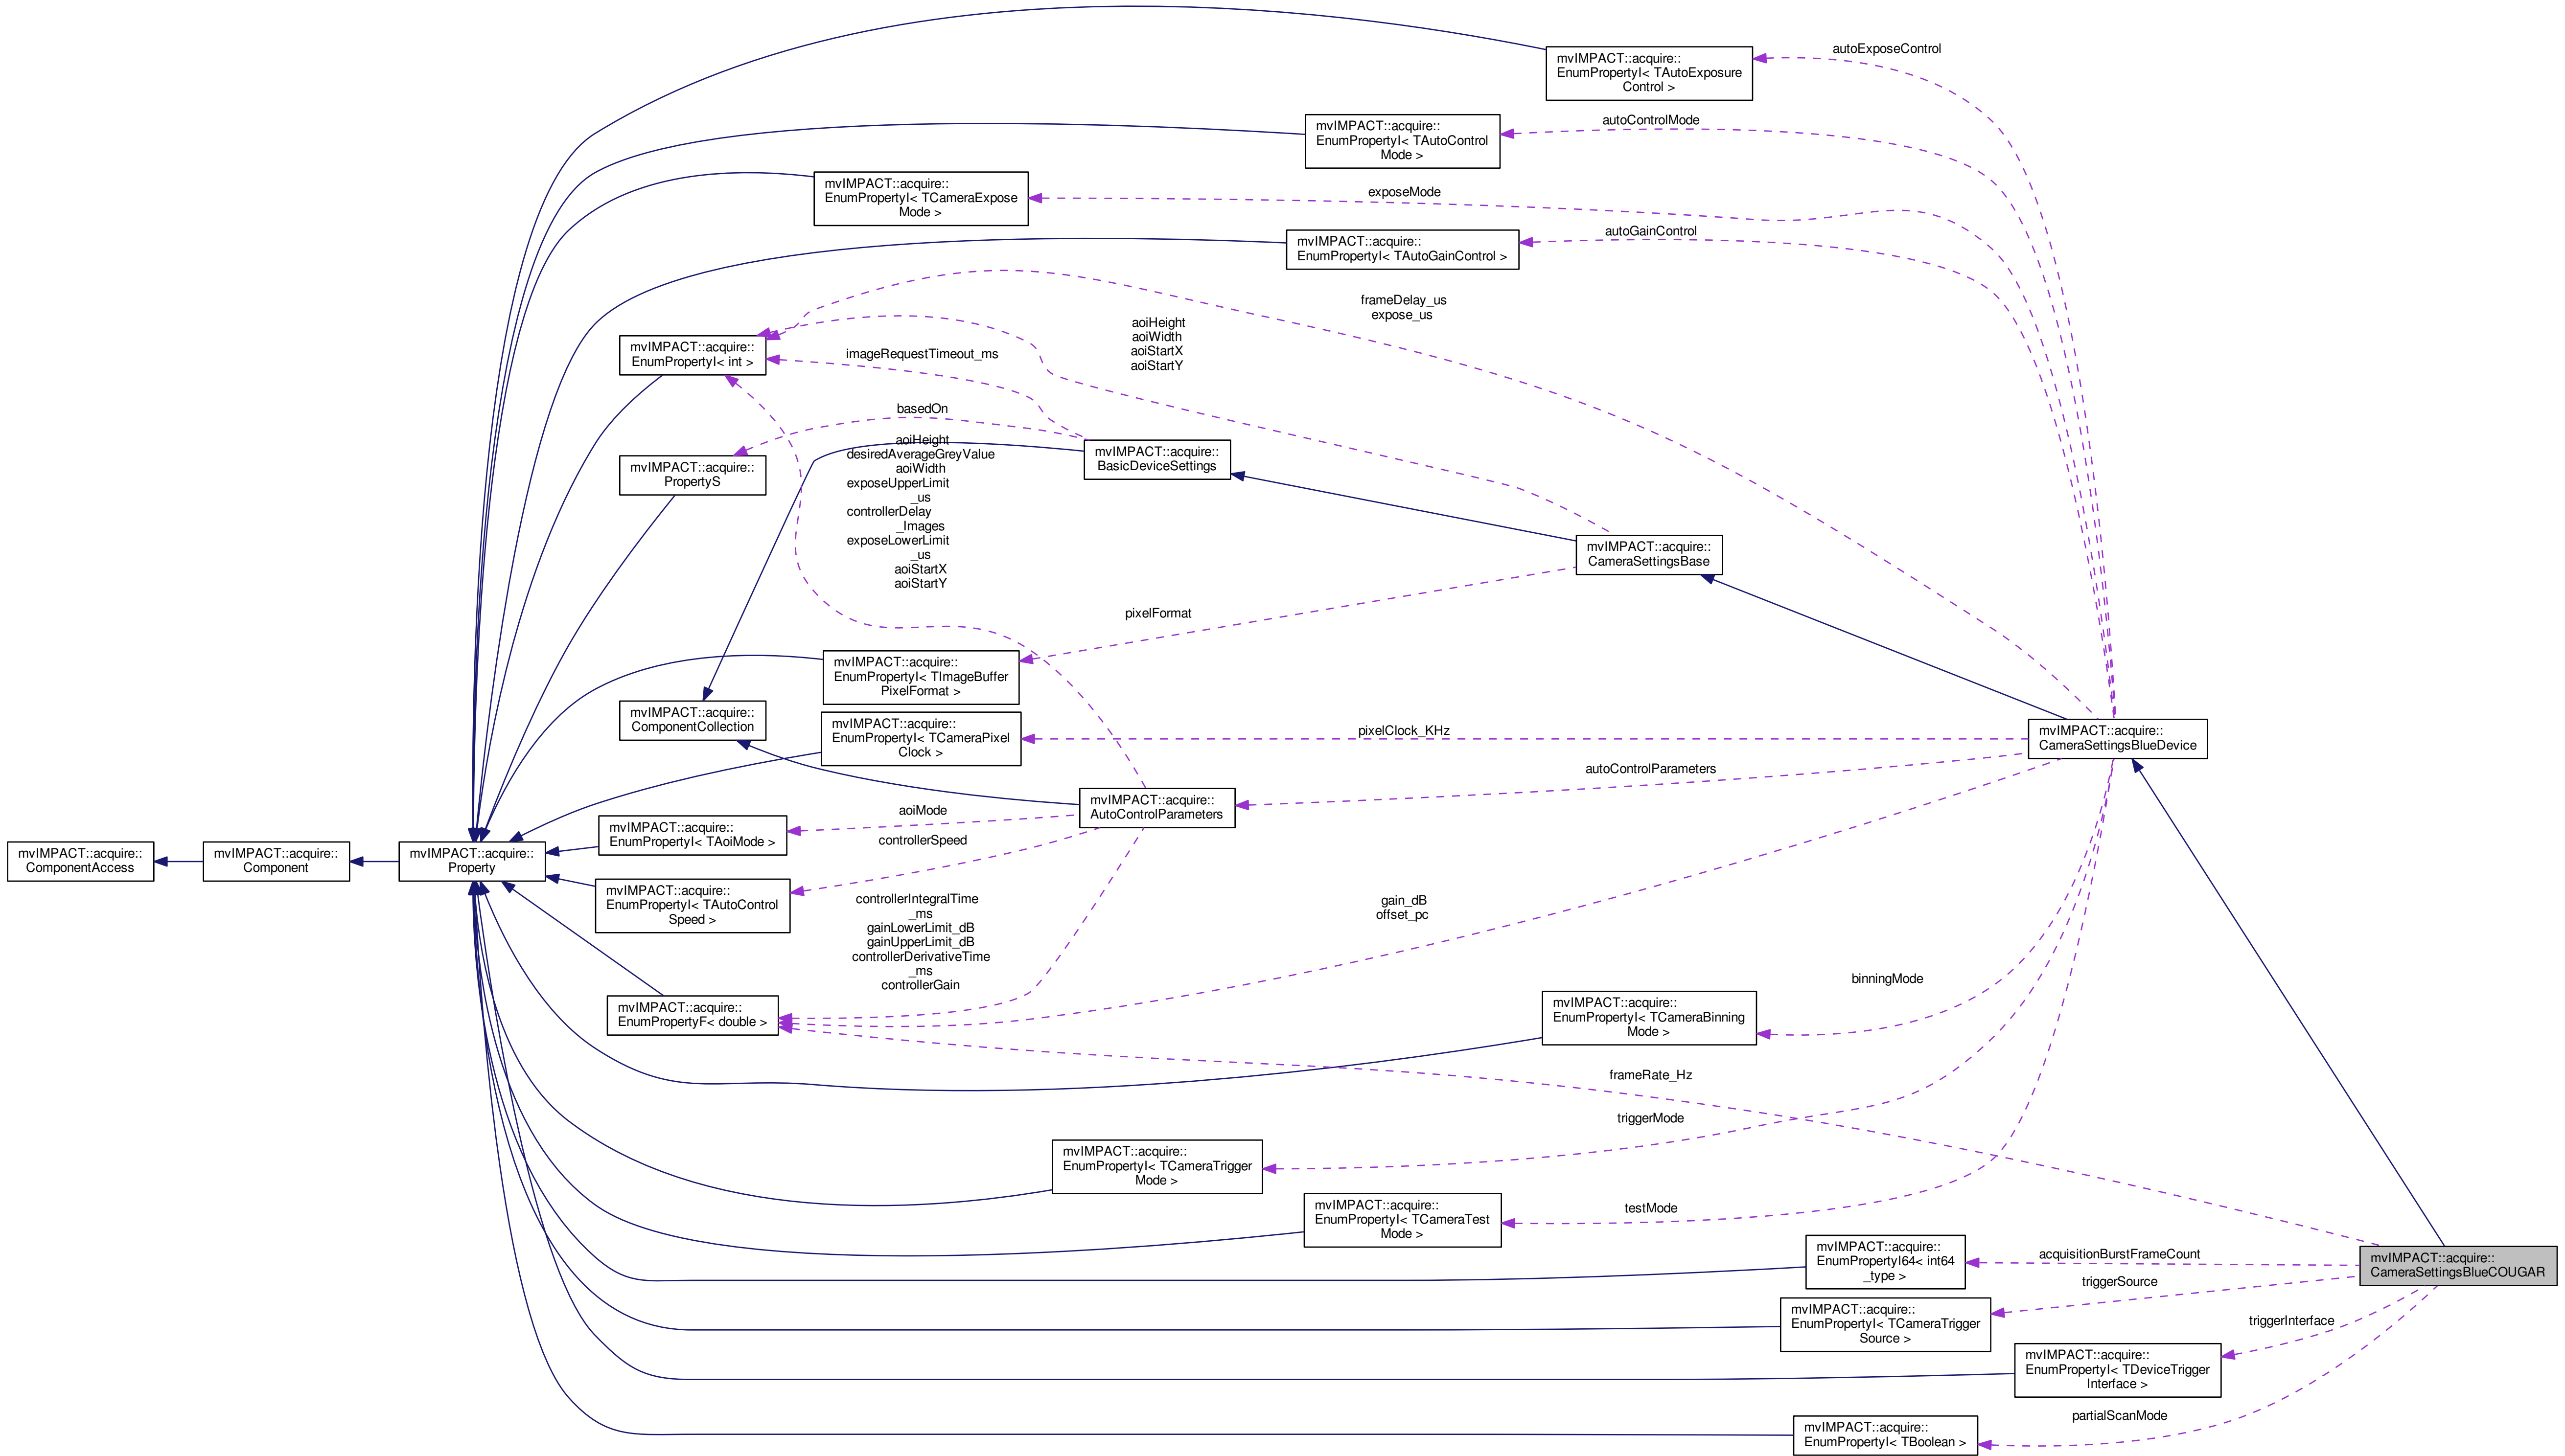 autoExposeControl
mvIMPACT::acquire::
EnumPropertyI< TAutoExposure
Control >
autoControlMode
mvIMPACT::acquire::
EnumPropertyI< TAutoControl
Mode >
exposeMode
mvIMPACT::acquire::
EnumPropertyI< TCameraExpose
Mode >
autoGainControl
mvIMPACT::acquire::
EnumPropertyI< TAutoGainControl >
frameDelay_us
expose_us
aoiHeight
aoiWidth
aoiStartX
aoiStartY
mvIMPACT::acquire::
EnumPropertyI< int >
imageRequestTimeout_ms
basedOn
mvIMPACT::acquire::
PropertyS
aoiHeight
desiredAverageGreyValue
aoiWidth
exposeUpperLimit
_us
controllerDelay
_Images
exposeLowerLimit
_us
aoiStartX
aoiStartY
mvIMPACT::acquire::
BasicDeviceSettings
mvIMPACT::acquire::
CameraSettingsBase
pixelFormat
mvIMPACT::acquire::
EnumPropertyI< TImageBuffer
PixelFormat >
mvIMPACT::acquire::
ComponentCollection
mvIMPACT::acquire::
EnumPropertyI< TCameraPixel
Clock >
pixelClock_KHz
mvIMPACT::acquire::
CameraSettingsBlueDevice
autoControlParameters
mvIMPACT::acquire::
AutoControlParameters
aoiMode
mvIMPACT::acquire::
EnumPropertyI< TAoiMode >
controllerSpeed
mvIMPACT::acquire::
ComponentAccess
mvIMPACT::acquire::
Component
mvIMPACT::acquire::
Property
mvIMPACT::acquire::
EnumPropertyI< TAutoControl
Speed >
controllerIntegralTime
_ms
gainLowerLimit_dB
gainUpperLimit_dB
controllerDerivativeTime
_ms
controllerGain
gain_dB
offset_pc
mvIMPACT::acquire::
EnumPropertyF< double >
binningMode
mvIMPACT::acquire::
EnumPropertyI< TCameraBinning
Mode >
frameRate_Hz
triggerMode
mvIMPACT::acquire::
EnumPropertyI< TCameraTrigger
Mode >
testMode
mvIMPACT::acquire::
EnumPropertyI< TCameraTest
Mode >
mvIMPACT::acquire::
EnumPropertyI64< int64
_type >
acquisitionBurstFrameCount
mvIMPACT::acquire::
CameraSettingsBlueCOUGAR
triggerSource
mvIMPACT::acquire::
EnumPropertyI< TCameraTrigger
Source >
triggerInterface
mvIMPACT::acquire::
EnumPropertyI< TDeviceTrigger
Interface >
partialScanMode
mvIMPACT::acquire::
EnumPropertyI< TBoolean >